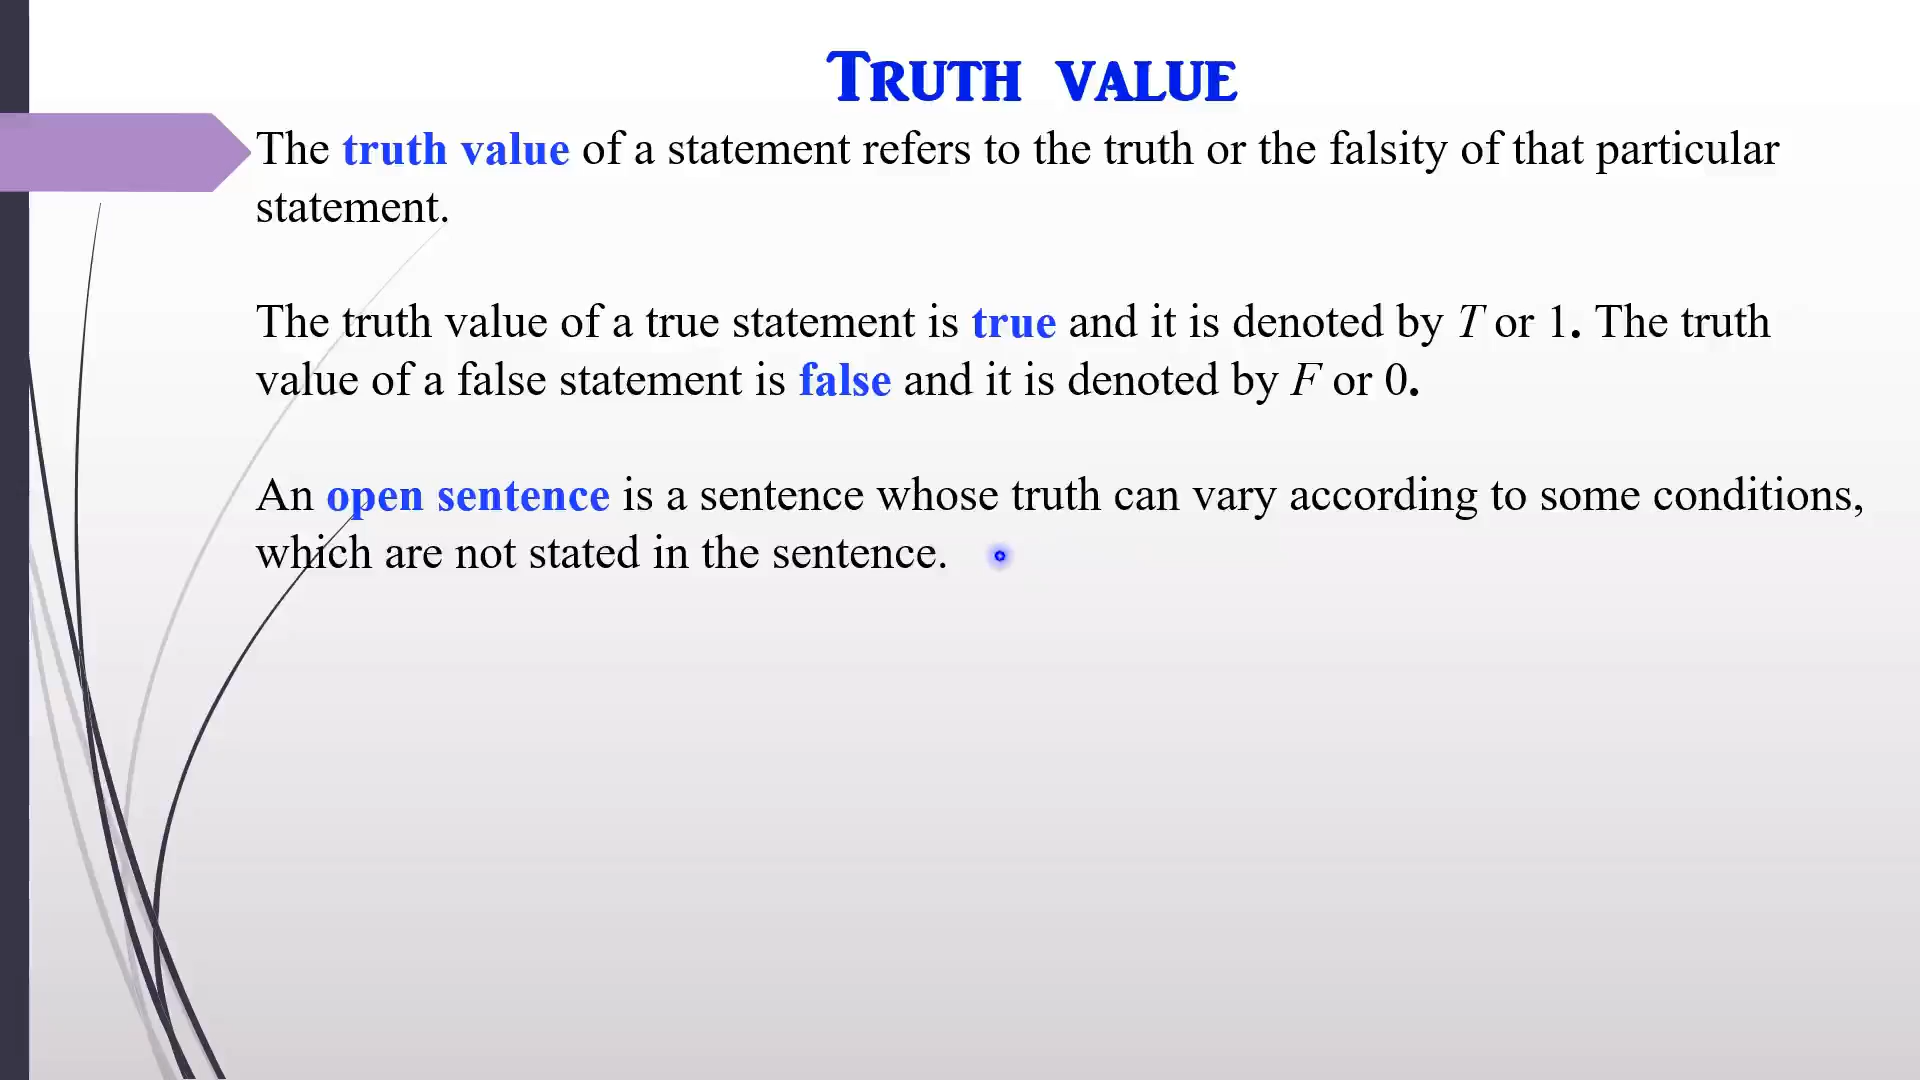 TRUTH VALUE
The truth value of a statement refers to the truth or the falsity of that particular
statement.
The truth value of a true statement is true and it is denoted by T or 1. The truth
value of a false statement is false and it is denoted by F or 0.
An open sentence is a sentence whose truth can vary according to some conditions,
which are not stated in the sentence.